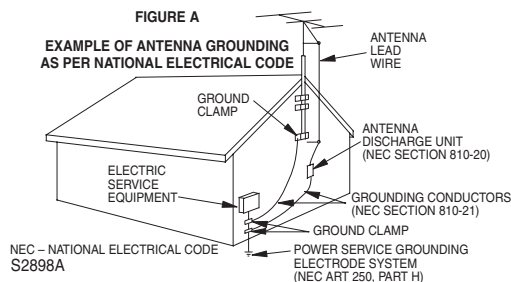 FIGURE A
EXAMPLE OF ANTENNA GROUNDING
AS PER NATIONAL ELECTRICAL CODE
ANTENNA
LEAD
WIRE
GROUND
CLAMP
ANTENNA
DISCHARGE UNIT
(NEC SECTION 810-20)
ELECTRIC
SERVICE
EQUIPMENT
GROUNDING CONDUCTORS
(NEC SECTION 810-21)
GROUND CLAMP
NEC – NATIONAL ELECTRICAL CODE
S2898A
POWER SERVICE GROUNDING
ELECTRODE SYSTEM
(NEC ART 250, PART H)